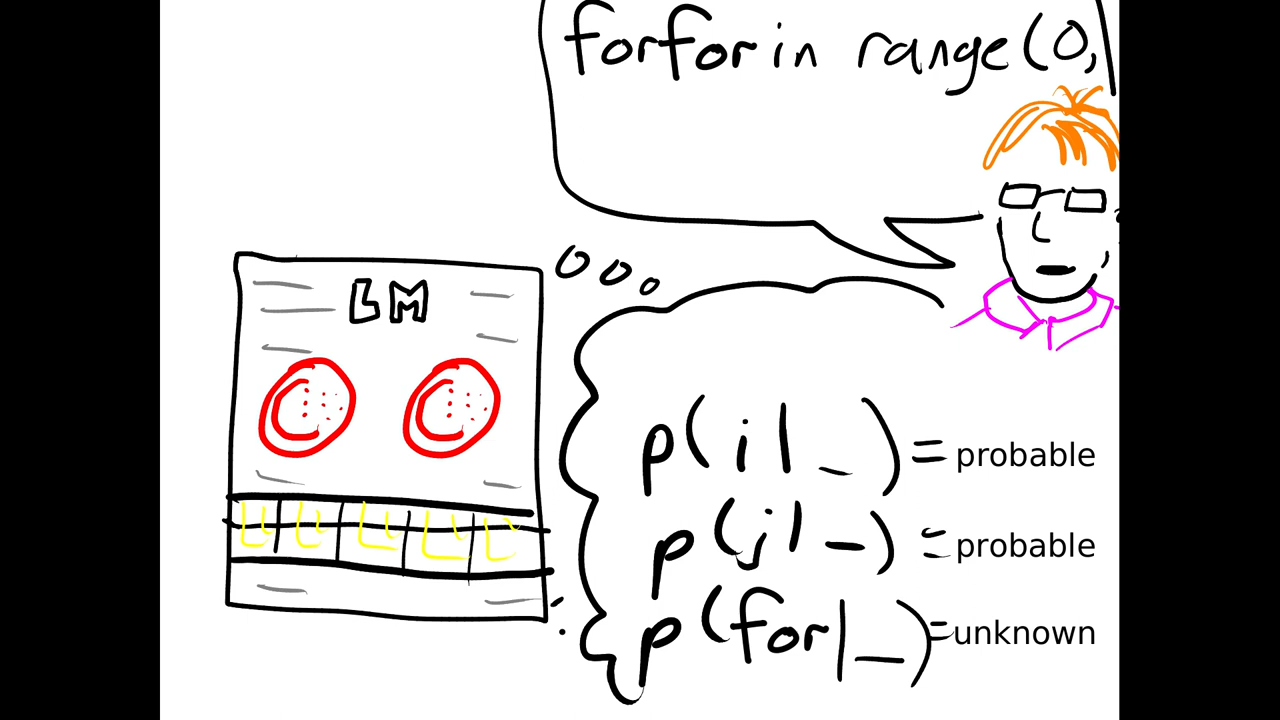 forfor in range(0,
LM
p(i|_) = probable
p(j|_) = probable
p(for|_) = unknown